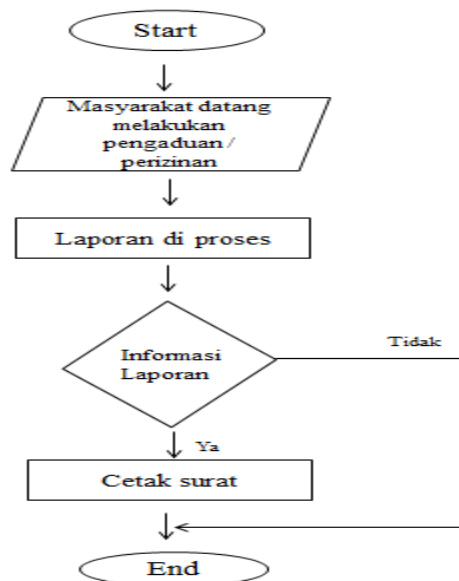 Start
Masyarakat datang
melakukan
pengaduan /
perizinan
Laporan di proses
Informasi
Laporan
Tidak
Ya
Cetak surat
End